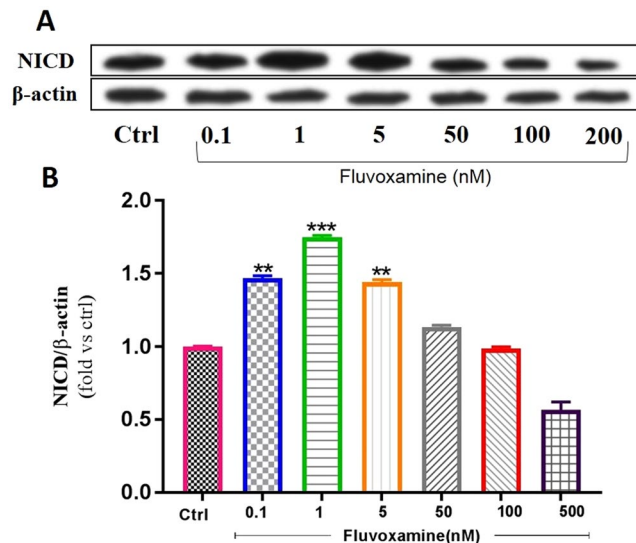 A
NICD
β-actin
Ctrl 0.1 1 5 50 100 200
Fluvoxamine (nM)
B
NICD/β-actin
(fold vs ctrl)
2.0
1.5
1.0
0.5
0.0
** *** **
Ctrl 0.1 1 5 50 100 500
Fluvoxamine(nM)